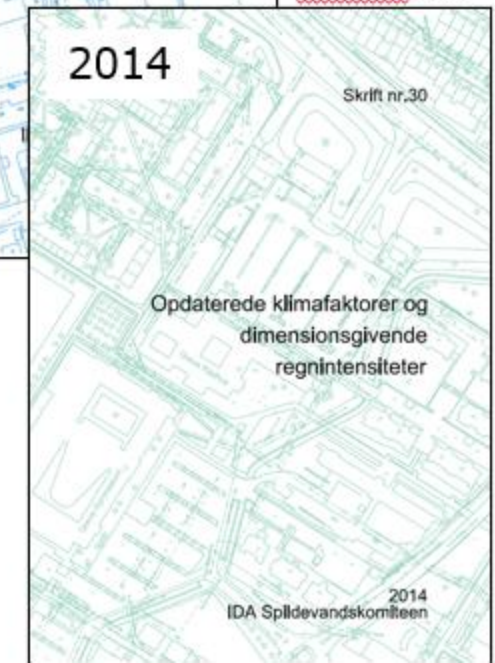 2014
Skrift nr.30
Opdaterede klimafaktorer og
dimensionsgivende
regnintensiteter
2014
IDA Spildevandskomiteen